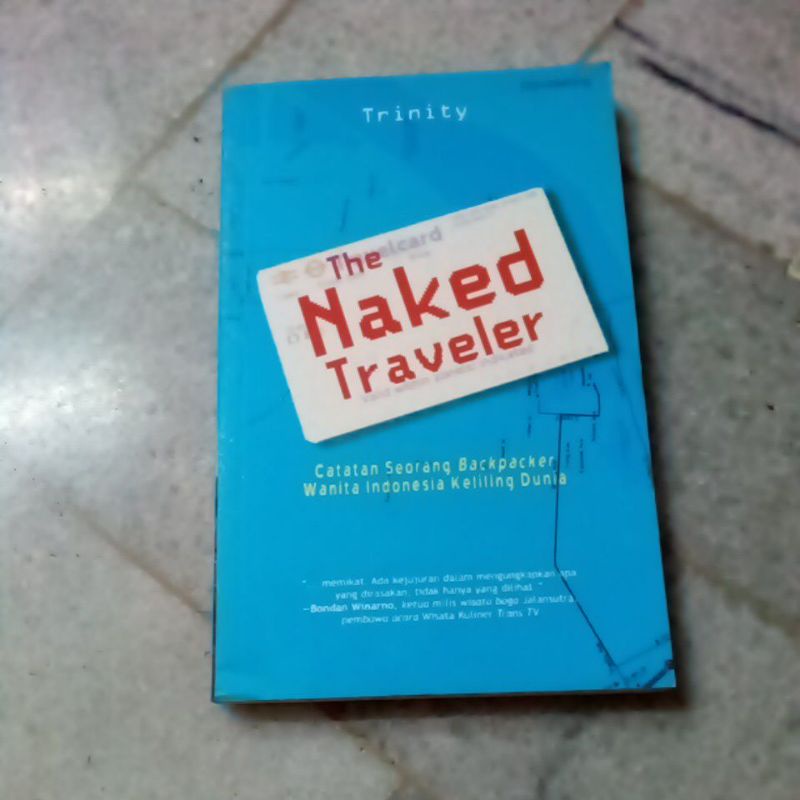 Trinity
The
Naked
Traveler
Catatan Seorang Backpacker
Wanita Indonesia Keliling Dunia
"... memikat. Ada kejujuran dalam mengungkapkan apa
yang dirasakan, tidak hanya yang dilihat."
—Bondan Winarno, ketua milis wisata boga Jalansutra,
pembawa acara Wisata Kuliner Trans TV